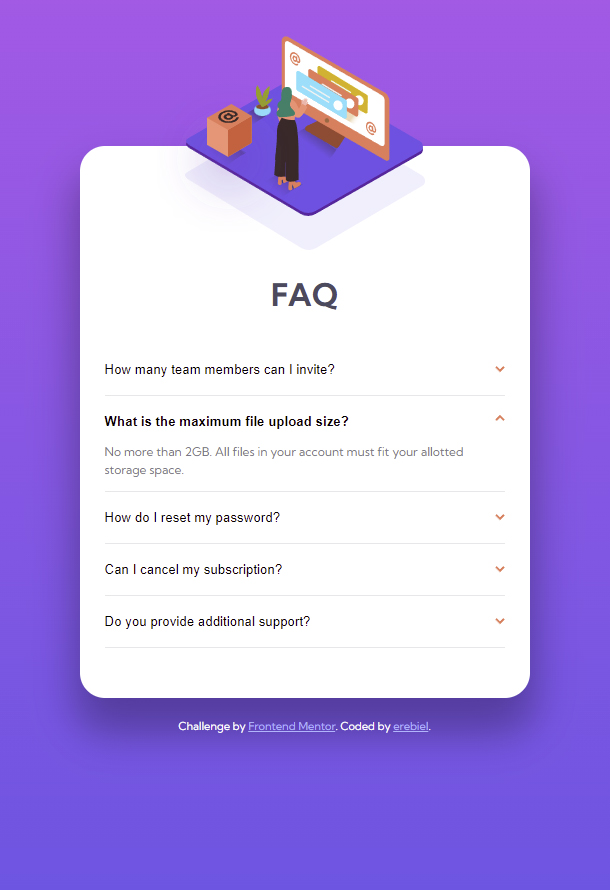 FAQ
How many team members can I invite?
What is the maximum file upload size?
No more than 2GB. All files in your account must fit your allotted
storage space.
How do I reset my password?
Can I cancel my subscription?
Do you provide additional support?
Challenge by Frontend Mentor. Coded by erebiel.